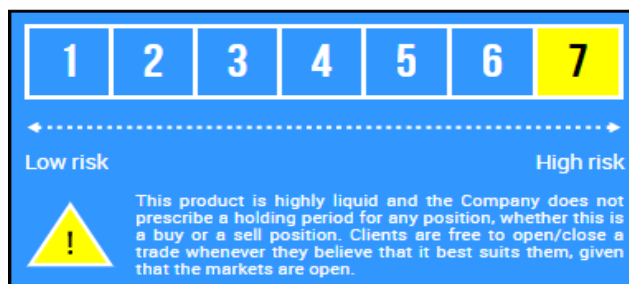 1 2 3 4 5 6 7
Low risk High risk
!
This product is highly liquid and the Company does not
prescribe a holding period for any position, whether this is
a buy or a sell position. Clients are free to open/close a
trade whenever they believe that it best suits them, given
that the markets are open.